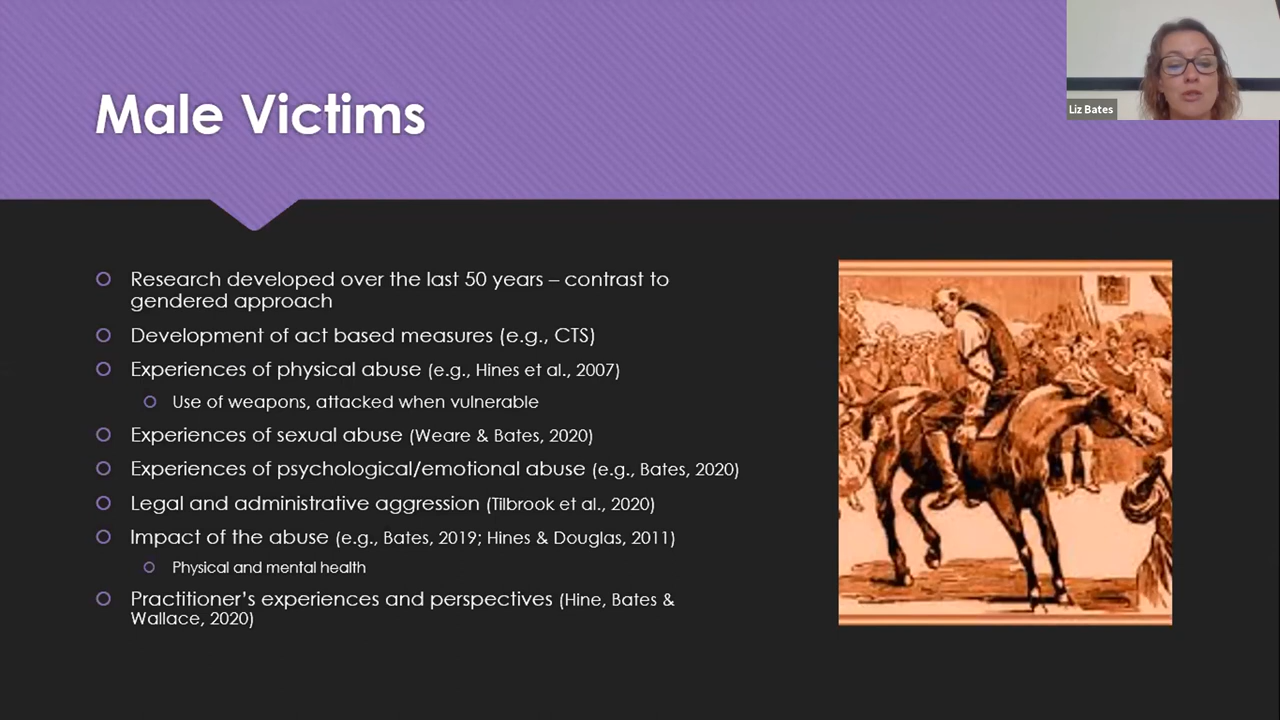 Male Victims
Liz Bates
Research developed over the last 50 years – contrast to
gendered approach
Development of act based measures (e.g., CTS)
Experiences of physical abuse (e.g., Hines et al., 2007)
Use of weapons, attacked when vulnerable
Experiences of sexual abuse (Weare & Bates, 2020)
Experiences of psychological/emotional abuse (e.g., Bates, 2020)
Legal and administrative aggression (Tilbrook et al., 2020)
Impact of the abuse (e.g., Bates, 2019; Hines & Douglas, 2011)
Physical and mental health
Practitioner’s experiences and perspectives (Hine, Bates &
Wallace, 2020)